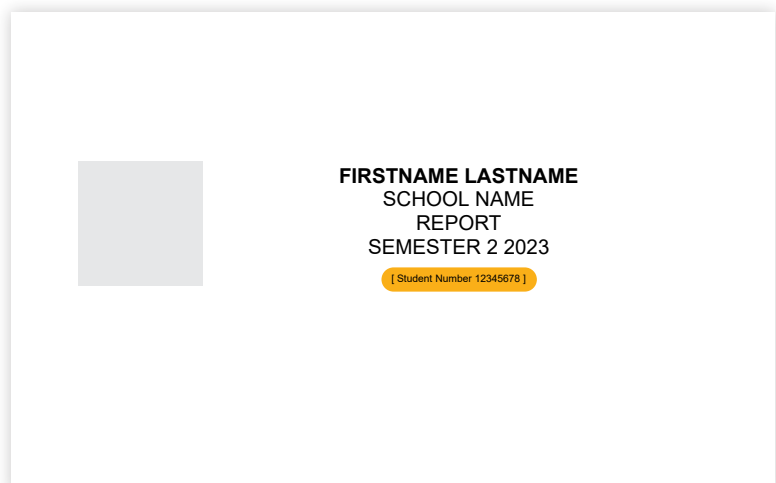 FIRSTNAME LASTNAME
SCHOOL NAME
REPORT
SEMESTER 2 2023
[ Student Number 12345678 ]